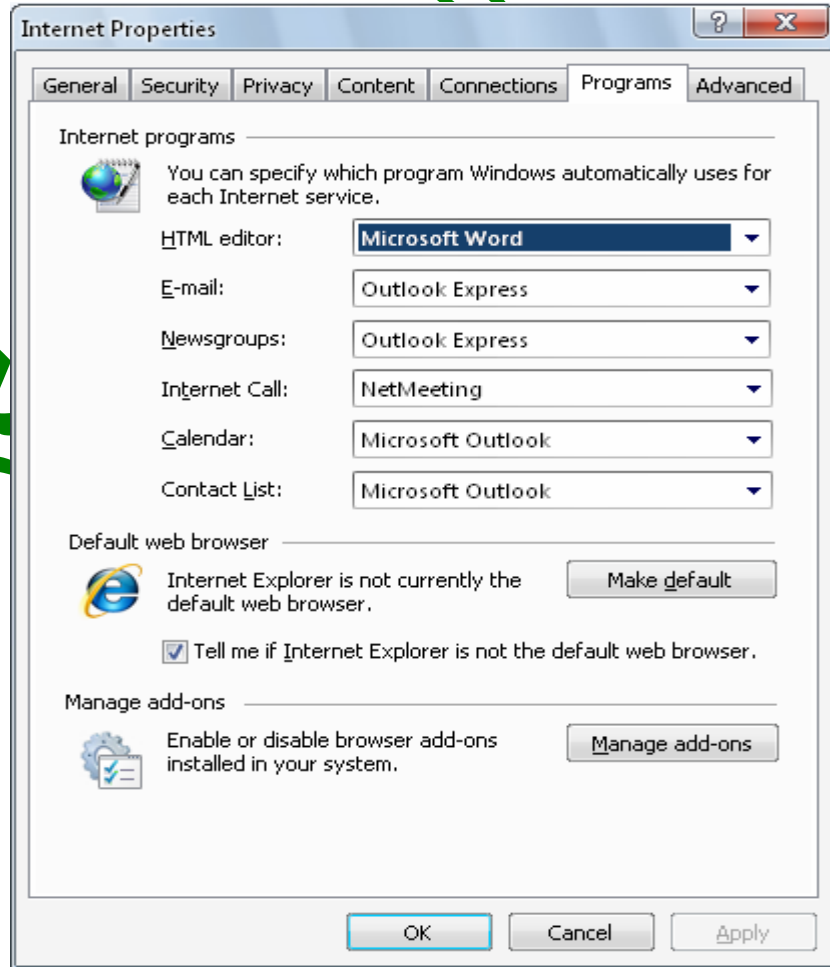 Internet Properties
?
General Security Privacy Content Connections Programs Advanced
Internet programs
You can specify which program Windows automatically uses for
each Internet service.
HTML editor: Microsoft Word
E-mail: Outlook Express
Newsgroups: Outlook Express
Internet Call: NetMeeting
Calendar: Microsoft Outlook
Contact List: Microsoft Outlook
Default web browser
Internet Explorer is not currently the
default web browser.
Make default
Tell me if Internet Explorer is not the default web browser.
Manage add-ons
Enable or disable browser add-ons
installed in your system.
Manage add-ons
OK Cancel Apply